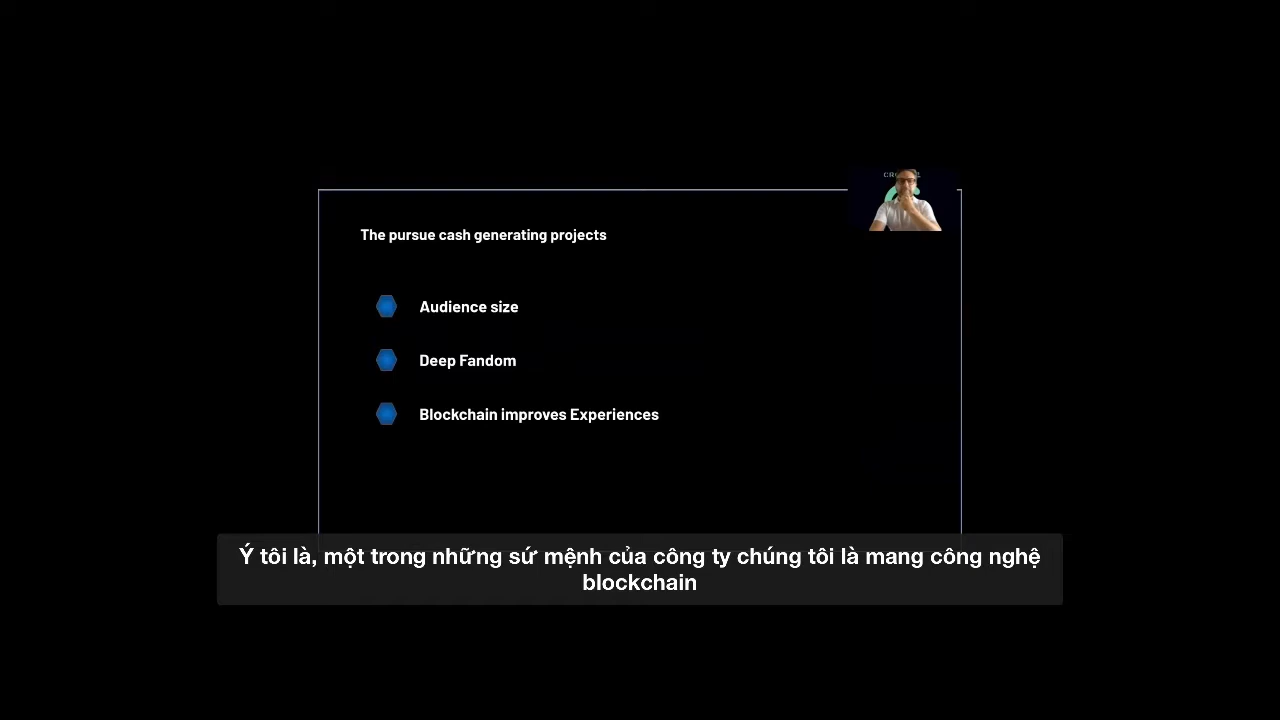 The pursue cash generating projects
Audience size
Deep Fandom
Blockchain improves Experiences
Ý tôi là, một trong những sứ mệnh của công ty chúng tôi là mang công nghệ
blockchain